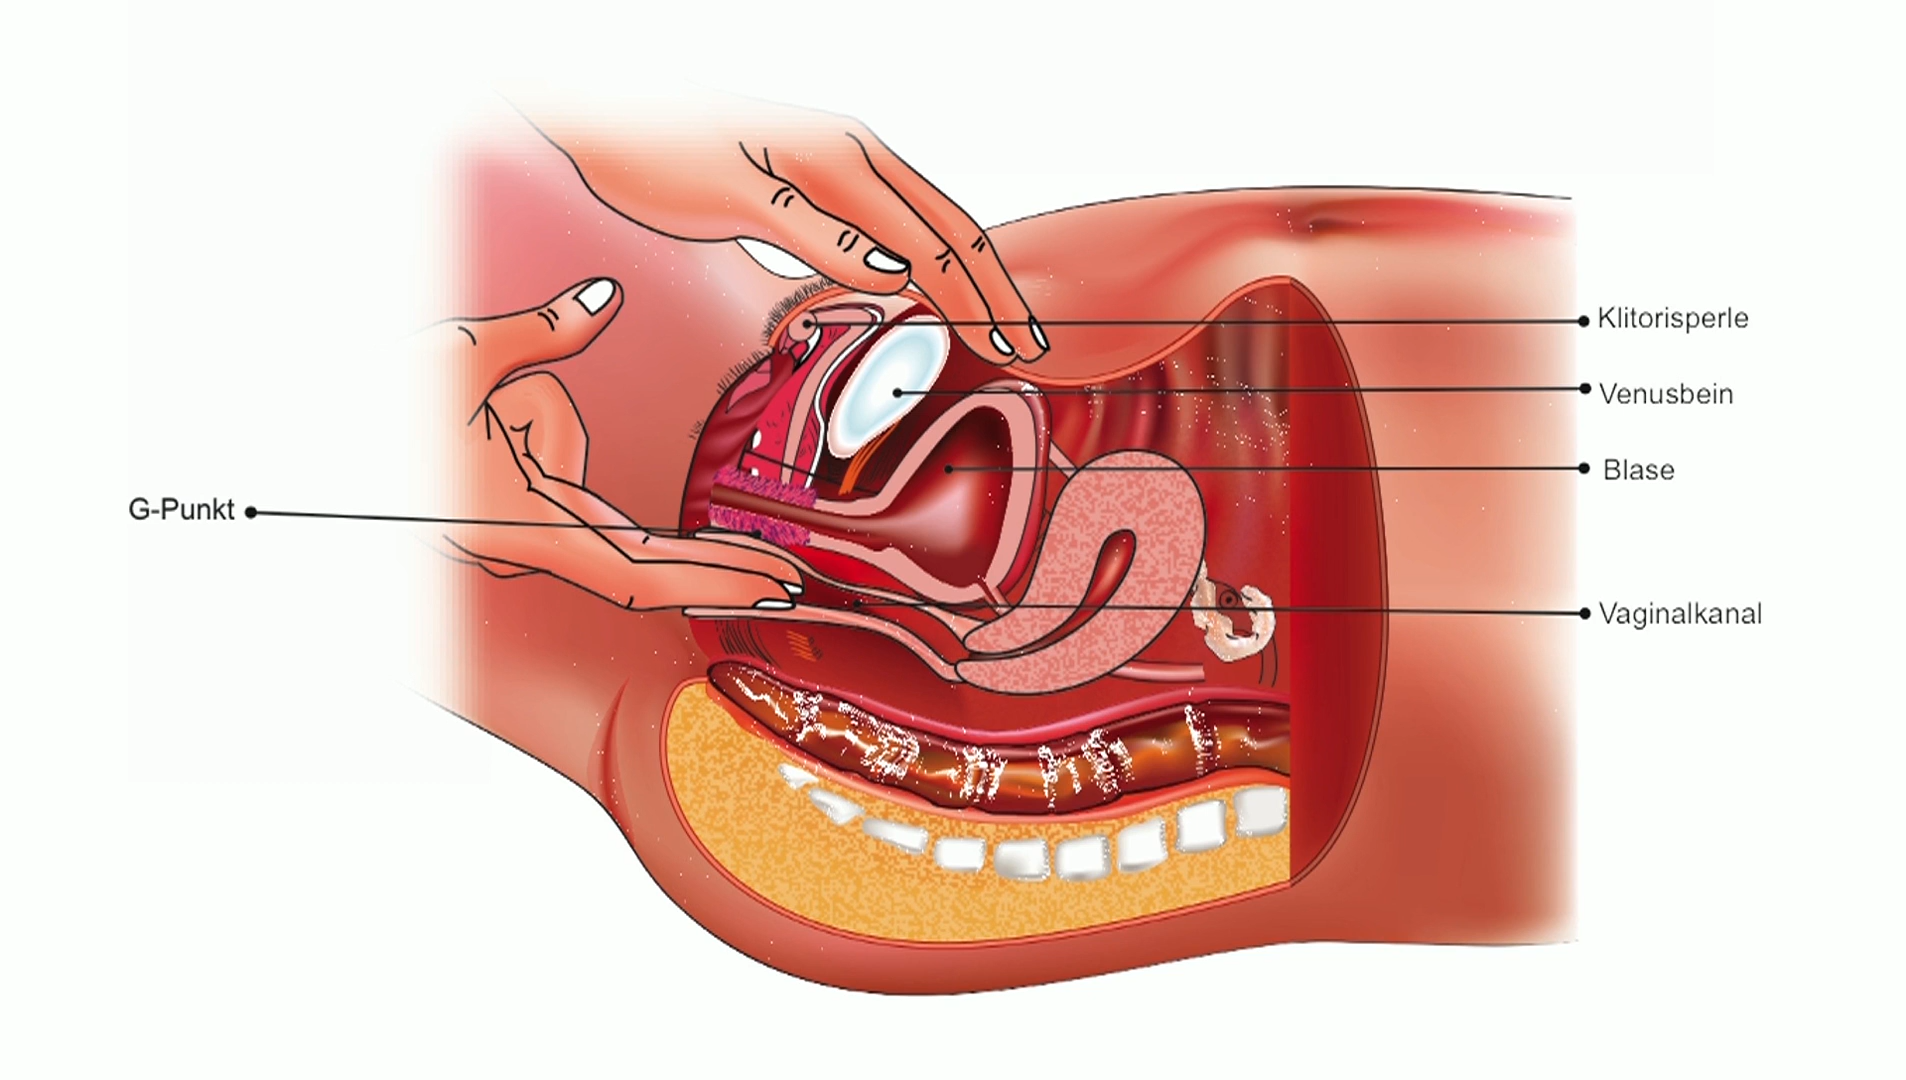 Klitorisperle
Venusbein
Blase
G-Punkt
Vaginalkanal